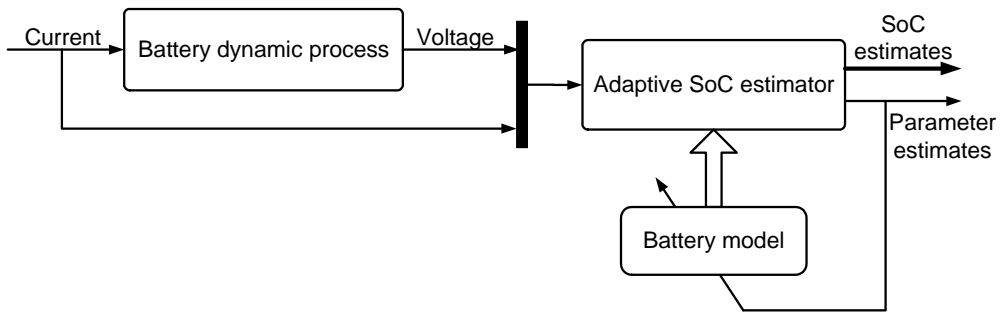 Current
Battery dynamic process
Voltage
SoC
estimates
Adaptive SoC estimator
Parameter
estimates
Battery model